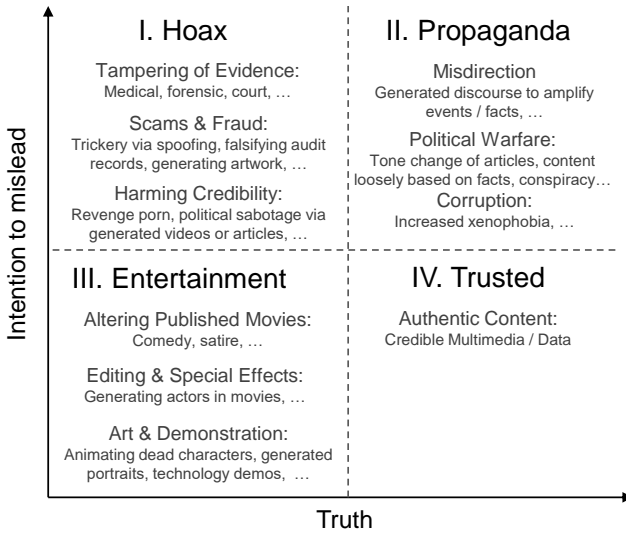 Intention to mislead
I. Hoax
Tampering of Evidence:
Medical, forensic, court, …
Scams & Fraud:
Trickery via spoofing, falsifying audit
records, generating artwork, …
Harming Credibility:
Revenge porn, political sabotage via
generated videos or articles, …
II. Propaganda
Misdirection
Generated discourse to amplify
events / facts, …
Political Warfare:
Tone change of articles, content
loosely based on facts, conspiracy…
Corruption:
Increased xenophobia, …
III. Entertainment
Altering Published Movies:
Comedy, satire, …
Editing & Special Effects:
Generating actors in movies, …
Art & Demonstration:
Animating dead characters, generated
portraits, technology demos, …
IV. Trusted
Authentic Content:
Credible Multimedia / Data
Truth